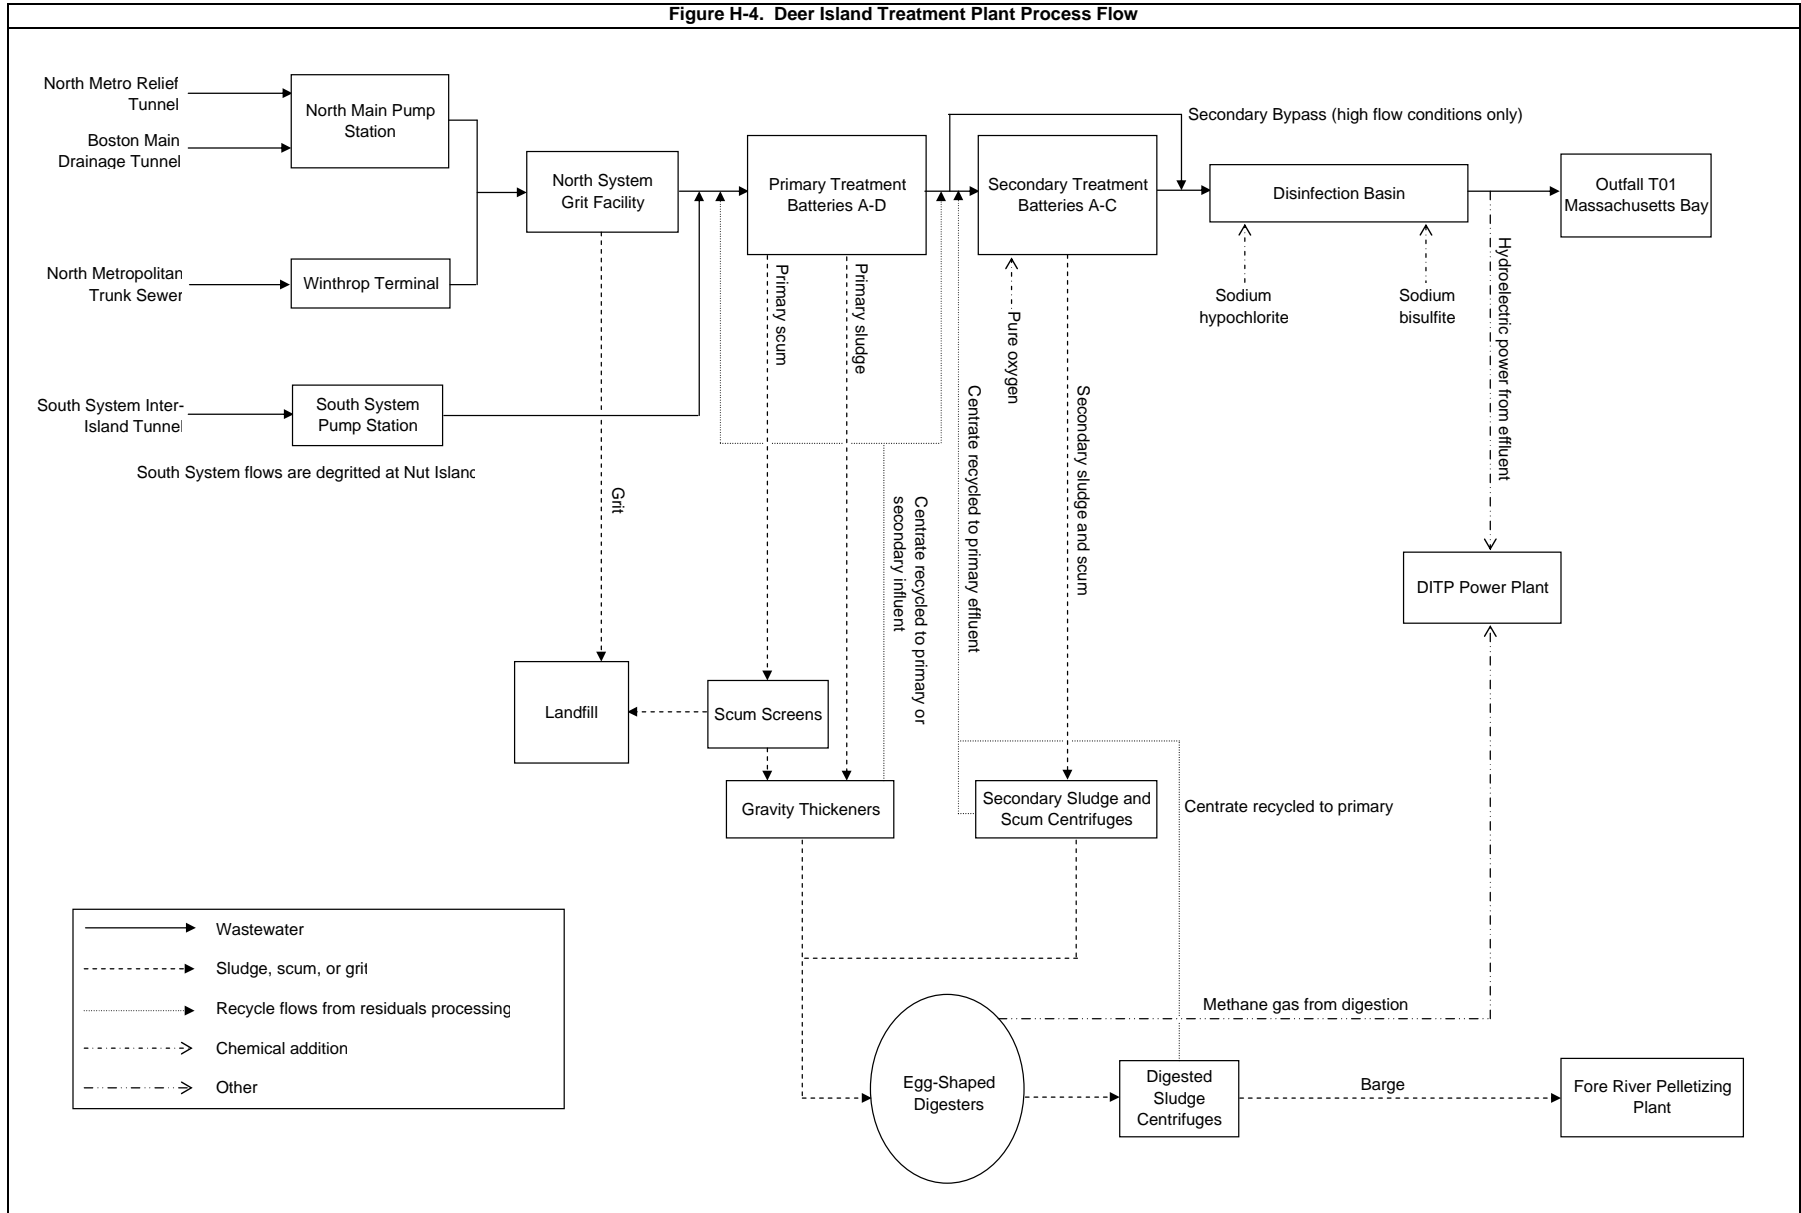 Figure H-4. Deer Island Treatment Plant Process Flow
North Metro Relief
Tunnel
Boston Main
Drainage Tunnel
North Main Pump
Station
North Metropolitan
Trunk Sewer
Winthrop Terminal
South System Inter-
Island Tunnel
South System
Pump Station
South System flows are degritted at Nut Island
North System
Grit Facility
Primary Treatment
Batteries A-D
Secondary Bypass (high flow conditions only)
Secondary Treatment
Batteries A-C
Disinfection Basin
Outfall T01
Massachusetts Bay
Sodium
hypochlorite
Sodium
bisulfite
Hydroelectric power from effluent
Primary scum
Primary sludge
Pure oxygen
Grit
Centrate recycled to primary or
secondary influent
Centrate recycled to primary effluent
Secondary sludge and scum
DITP Power Plant
Landfill
Scum Screens
Gravity Thickeners
Secondary Sludge and
Scum Centrifuges
Centrate recycled to primary
Wastewater
Sludge, scum, or grit
Recycle flows from residuals processing
Chemical addition
Other
Methane gas from digestion
Egg-Shaped
Digesters
Digested
Sludge
Centrifuges
Barge
Fore River Pelletizing
Plant